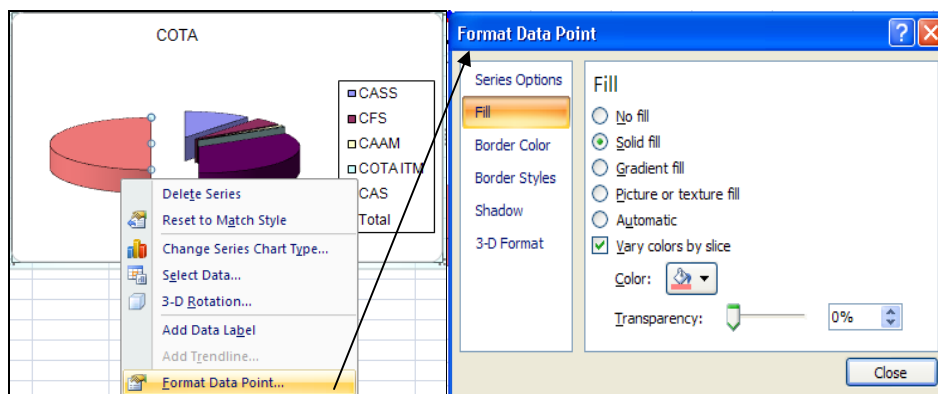 COTA
CASS
CFS
CAAM
COTA ITM
CAS
Total
Delete Series
Reset to Match Style
Change Series Chart Type...
Select Data...
3-D Rotation...
Add Data Label
Add Trendline...
Format Data Point...
Format Data Point
Series Options
Fill
Border Color
Border Styles
Shadow
3-D Format
Fill
No fill
Solid fill
Gradient fill
Picture or texture fill
Automatic
Vary colors by slice
Color:
Transparency: 0%
Close